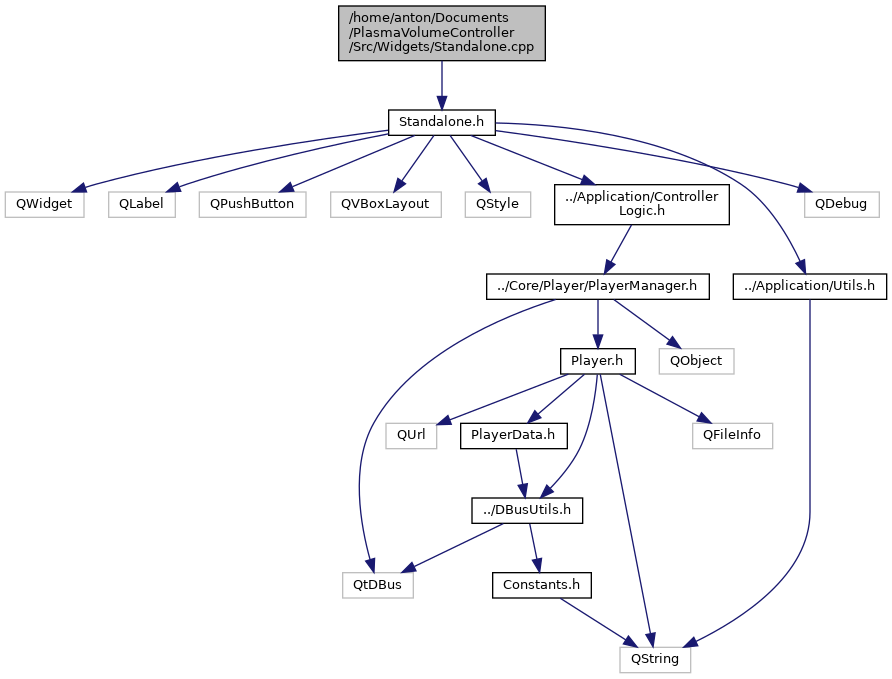 /home/anton/Documents
/PlasmaVolumeController
/Src/Widgets/Standalone.cpp
Standalone.h
QWidget
QLabel
QPushButton
QVBoxLayout
QStyle
../Application/Controller
Logic.h
QDebug
../Core/Player/PlayerManager.h
../Application/Utils.h
Player.h
QObject
QUrl
PlayerData.h
QFileInfo
../DBusUtils.h
QtDBus
Constants.h
QString